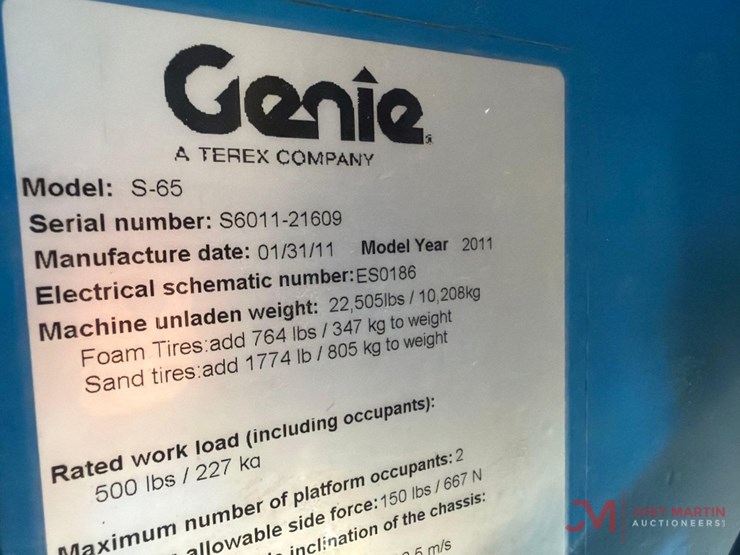 Genie
A TEREX COMPANY
Model: S-65
Serial number: S6011-21609
Manufacture date: 01/31/11 Model Year 2011
Electrical schematic number:ES0186
Machine unladen weight: 22,505lbs / 10,208kg
Foam Tires:add 764 lbs / 347 kg to weight
Sand tires:add 1774 lb / 805 kg to weight
Rated work load (including occupants):
500 lbs / 227 kg
Maximum number of platform occupants: 2
allowable side force: 150 lbs / 667 N
inclination of the chassis:
5 m/s
JOEY MARTIN
AUCTIONEERS!